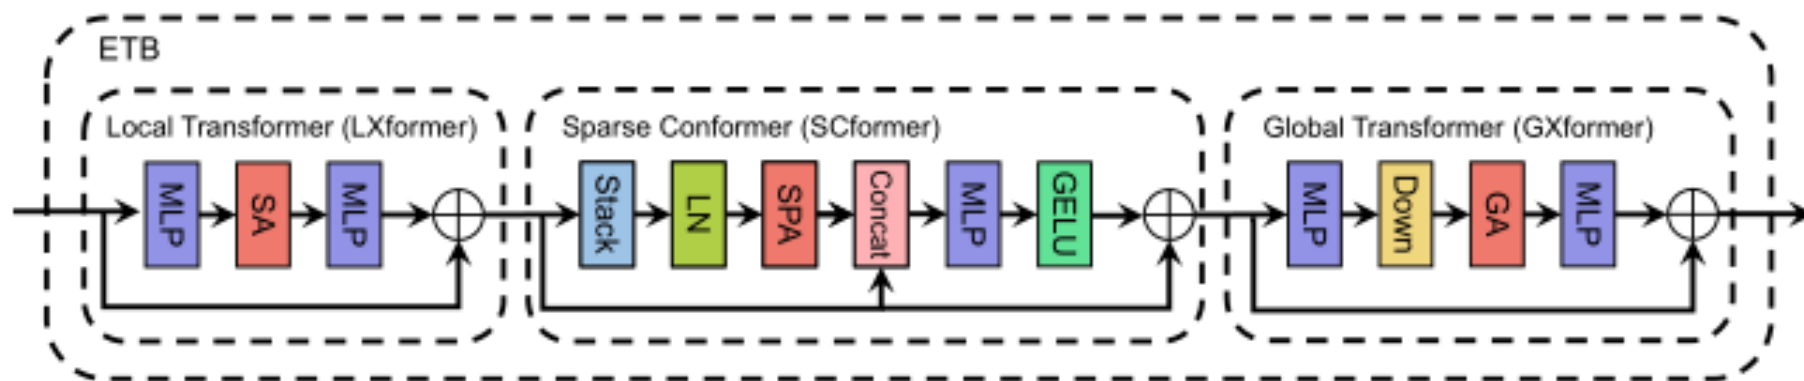 ETB
Local Transformer (LXformer)
Sparse Conformer (SCformer)
Global Transformer (GXformer)
MLP
SA
MLP
Stack
LN
SPA
Concat
MLP
GELU
MLP
Down
GA
MLP